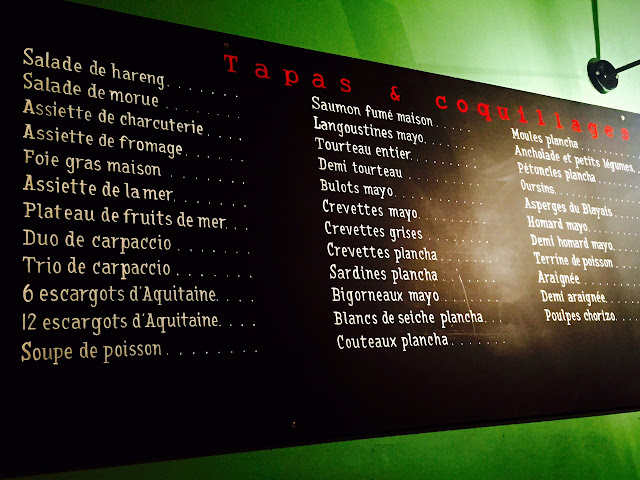 Tapas & coquillages
Salade de hareng. . . . . . .
Salade de morue . . . . . . . .
Assiette de charcuterie . . . .
Assiette de fromage. . . . . .
Foie gras maison . . . . . . .
Assiette de la mer. . . . . . .
Plateau de fruits de mer. . .
Duo de carpaccio . . . . . . .
Trio de carpaccio . . . . . . .
6 escargots d'Aquitaine. . . .
12 escargots d'Aquitaine. . . .
Soupe de poisson . . . . . . . .
Saumon fumé maison . . . . .
Langoustines mayo. . . . . .
Tourteau entier. . . . . . . .
Demi tourteau . . . . . . . .
Bulots mayo. . . . . . . . . .
Crevettes mayo. . . . . . . .
Crevettes grises . . . . . . .
Crevettes plancha . . . . . .
Sardines plancha . . . . . .
Bigorneaux mayo . . . . . .
Blancs de seiche plancha. . .
Couteaux plancha . . . . . . .
Moules plancha . . . . . .
Anchoïade et petits légumes. .
Pétoncles plancha . . . .
Oursins. . . . . . . .
Asperges du Blayais. . .
Homard mayo. . . . . .
Demi homard mayo. . . .
Terrine de poisson . . . .
Araignée . . . . . . .
Demi araignée. . . . .
Poulpes chorizo. . . .